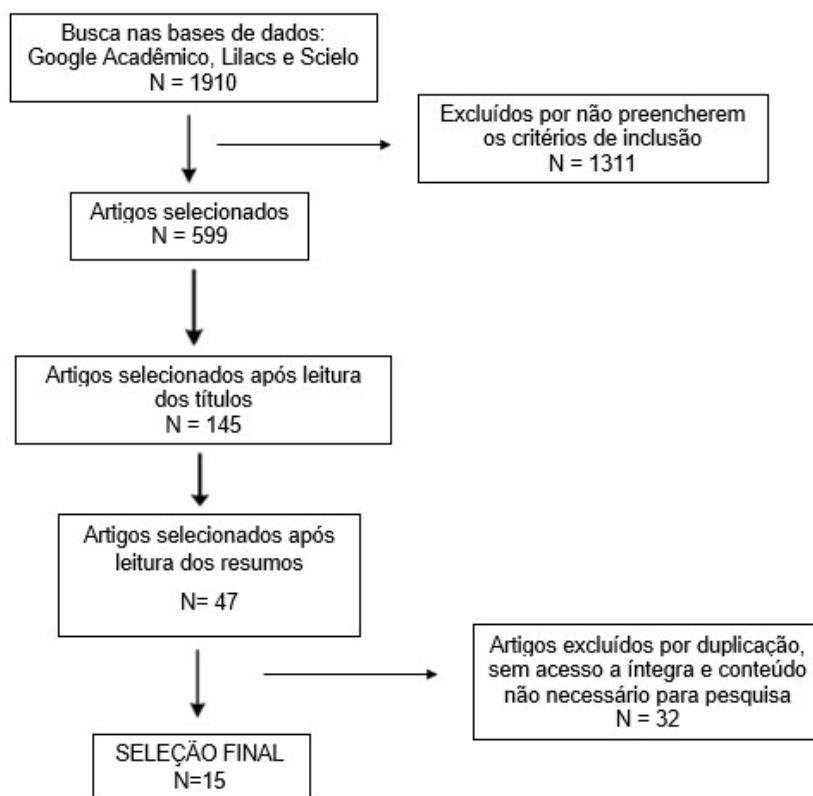 Busca nas bases de dados:
Google Acadêmico, Lilacs e Scielo
N = 1910
Excluídos por não preencherem
os critérios de inclusão
N = 1311
Artigos selecionados
N = 599
Artigos selecionados após leitura
dos títulos
N = 145
Artigos selecionados após
leitura dos resumos
N= 47
Artigos excluídos por duplicação,
sem acesso a íntegra e conteúdo
não necessário para pesquisa
N = 32
SELEÇÃO FINAL
N=15